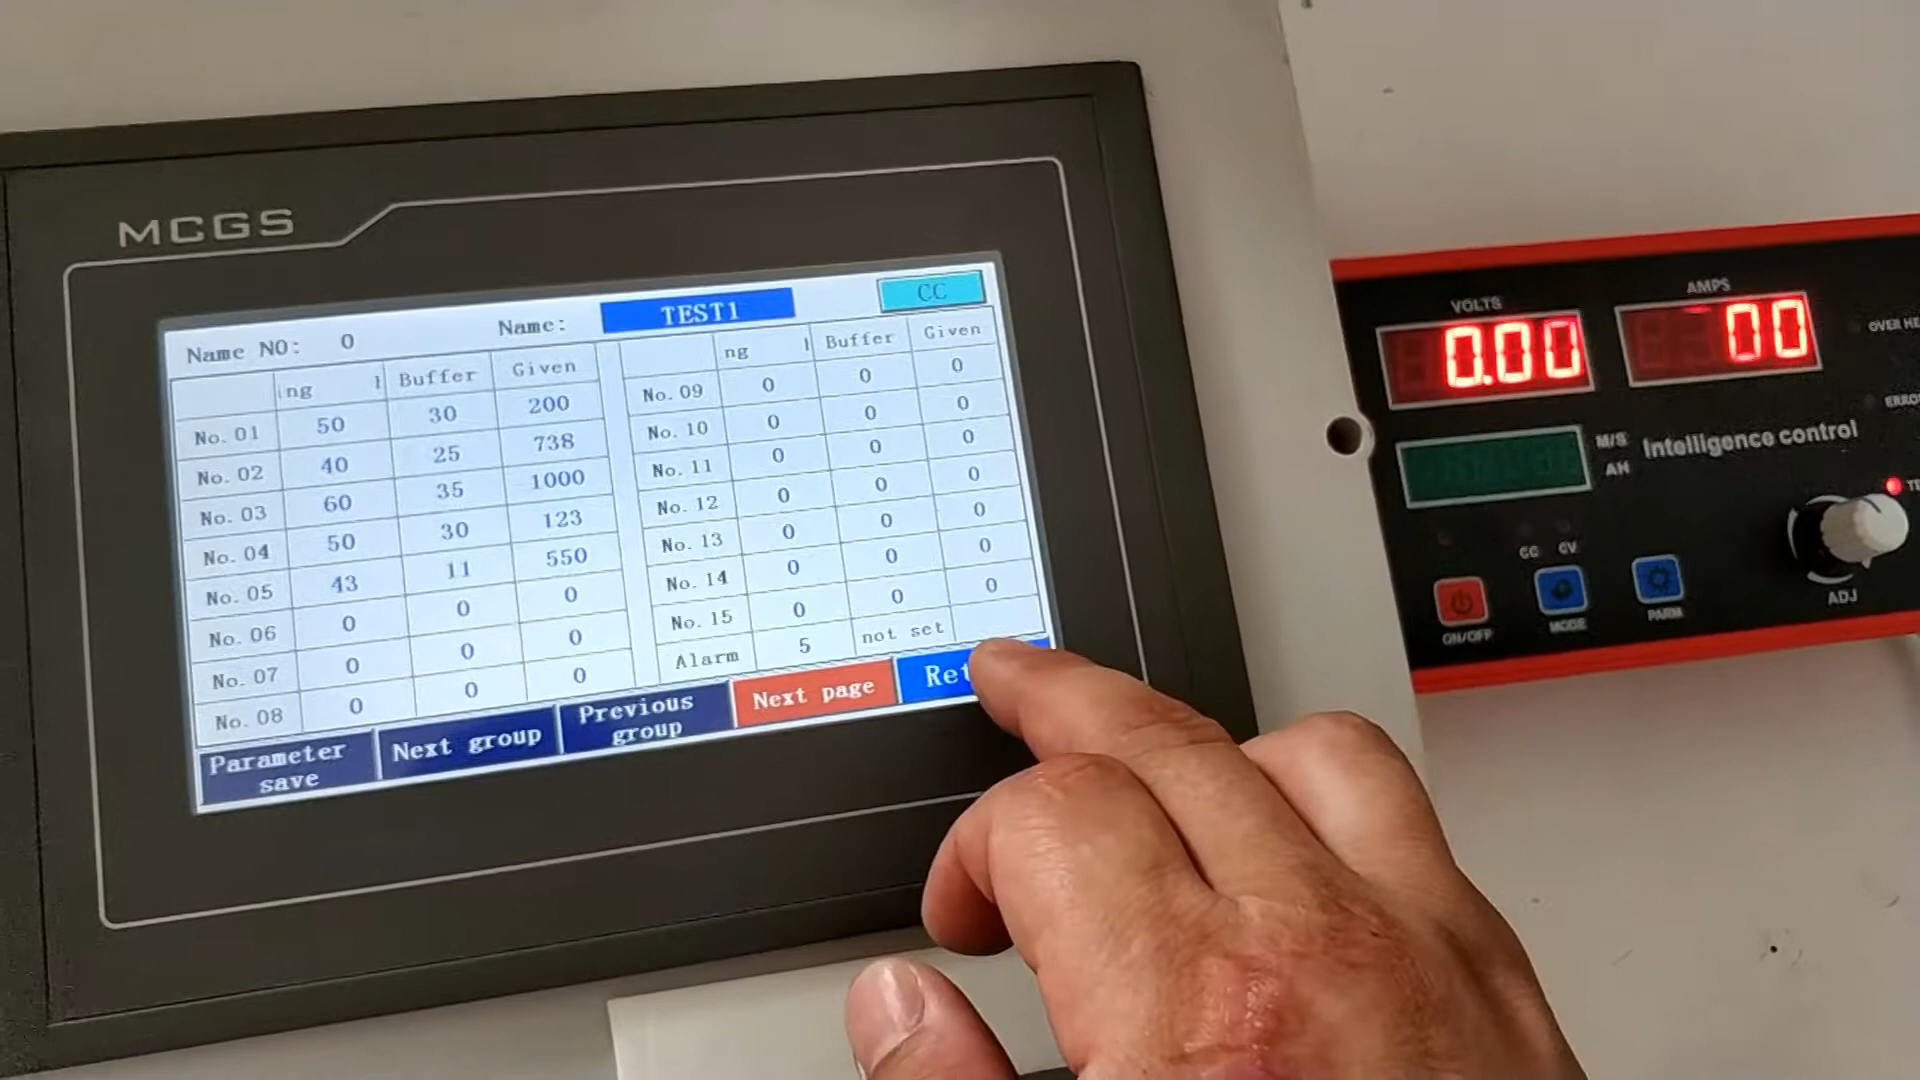 MCGS
Name NO: 0 Name: TEST1 CC
ng Buffer Given
No. 01 50 30 200
No. 02 40 25 738
No. 03 60 35 1000
No. 04 50 30 123
No. 05 43 11 550
No. 06 0 0 0
No. 07 0 0 0
No. 08 0 0 0
ng Buffer Given
No. 09 0 0 0
No. 10 0 0 0
No. 11 0 0 0
No. 12 0 0 0
No. 13 0 0 0
No. 14 0 0 0
No. 15 0 0 0
Alarm 5 not set
Parameter save
Next group
Previous group
Next page
Ret
VOLTS
0.00
AMPS
00
OVER HE
ERRO
M/S
AH
Intelligence control
TE
CC CV
ON/OFF
MODE
PARM
ADJ